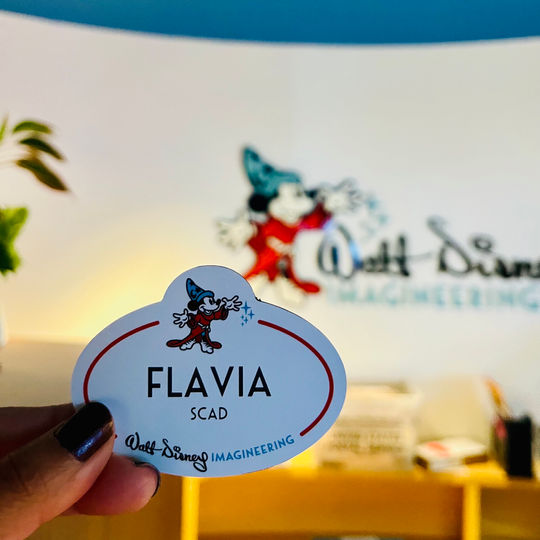 Walt Disney
IMAGINEERING
FLAVIA
SCAD
Walt Disney IMAGINEERING